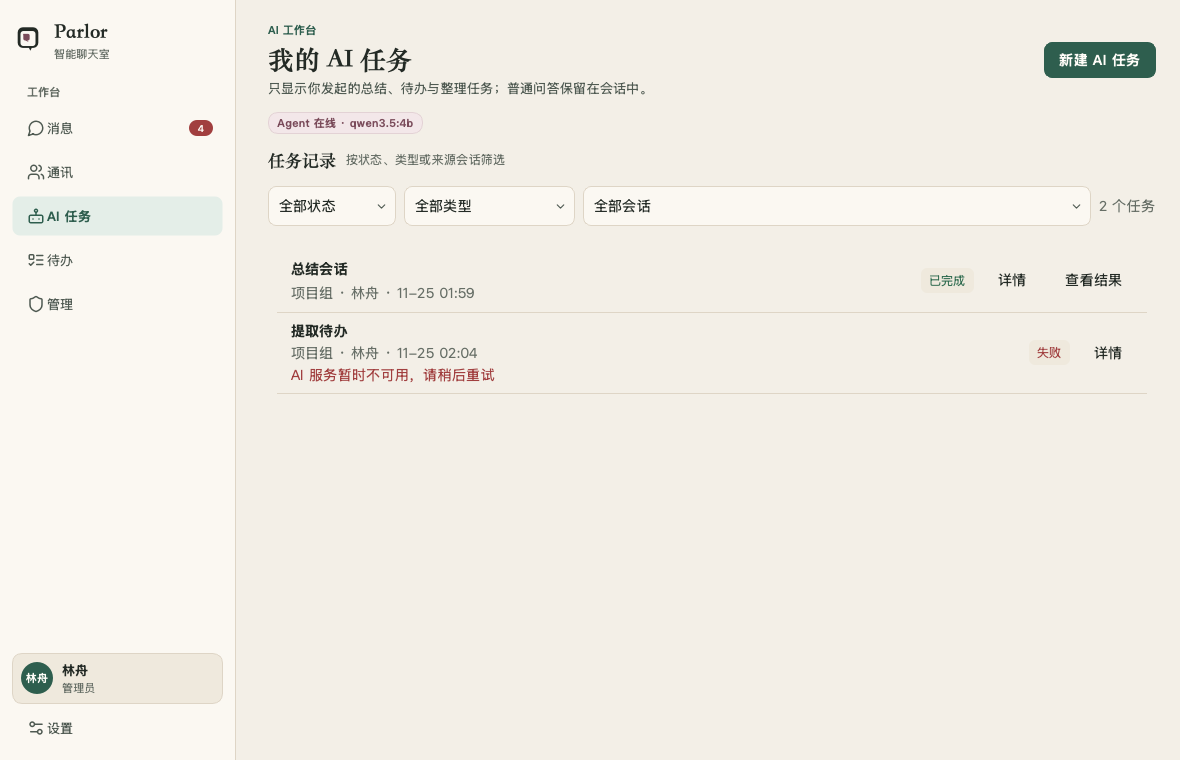 Parlor
智能聊天室
工作台
消息
4
通讯
AI 任务
待办
管理
林舟
林舟
管理员
设置
AI 工作台
我的 AI 任务
只显示你发起的总结、待办与整理任务；普通问答保留在会话中。
新建 AI 任务
Agent 在线 · qwen3.5:4b
任务记录 按状态、类型或来源会话筛选
全部状态 全部类型 全部会话 2 个任务
总结会话
项目组 · 林舟 · 11–25 01:59
已完成 详情 查看结果
提取待办
项目组 · 林舟 · 11–25 02:04
AI 服务暂时不可用，请稍后重试
失败 详情